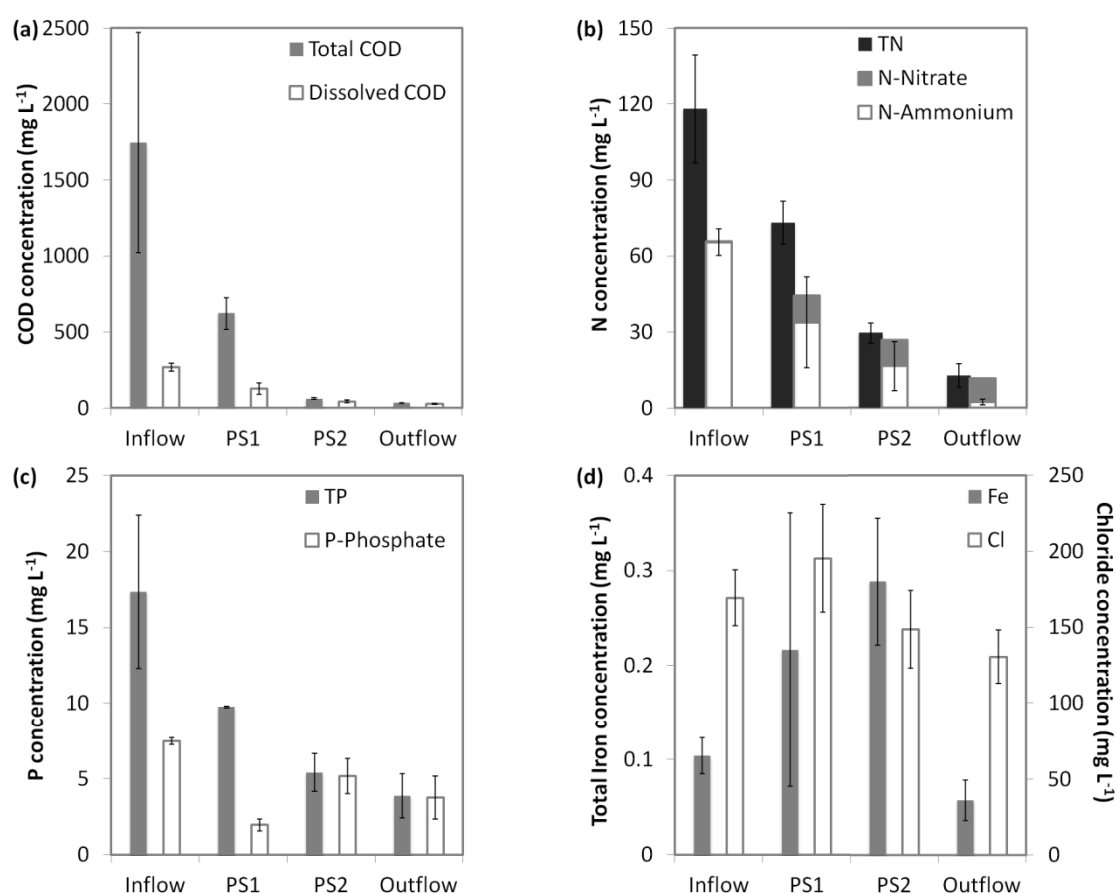 (a)
Total COD
Dissolved COD
COD concentration (mg L-1)
2500
2000
1500
1000
500
0
Inflow PS1 PS2 Outflow
(b)
TN
N-Nitrate
N-Ammonium
N concentration (mg L-1)
150
120
90
60
30
0
Inflow PS1 PS2 Outflow
(c)
TP
P-Phosphate
P concentration (mg L-1)
25
20
15
10
5
0
Inflow PS1 PS2 Outflow
(d)
Fe
Cl
Total Iron concentration (mg L-1)
0.4
0.3
0.2
0.1
0
Chloride concentration (mg L-1)
250
200
150
100
50
0
Inflow PS1 PS2 Outflow